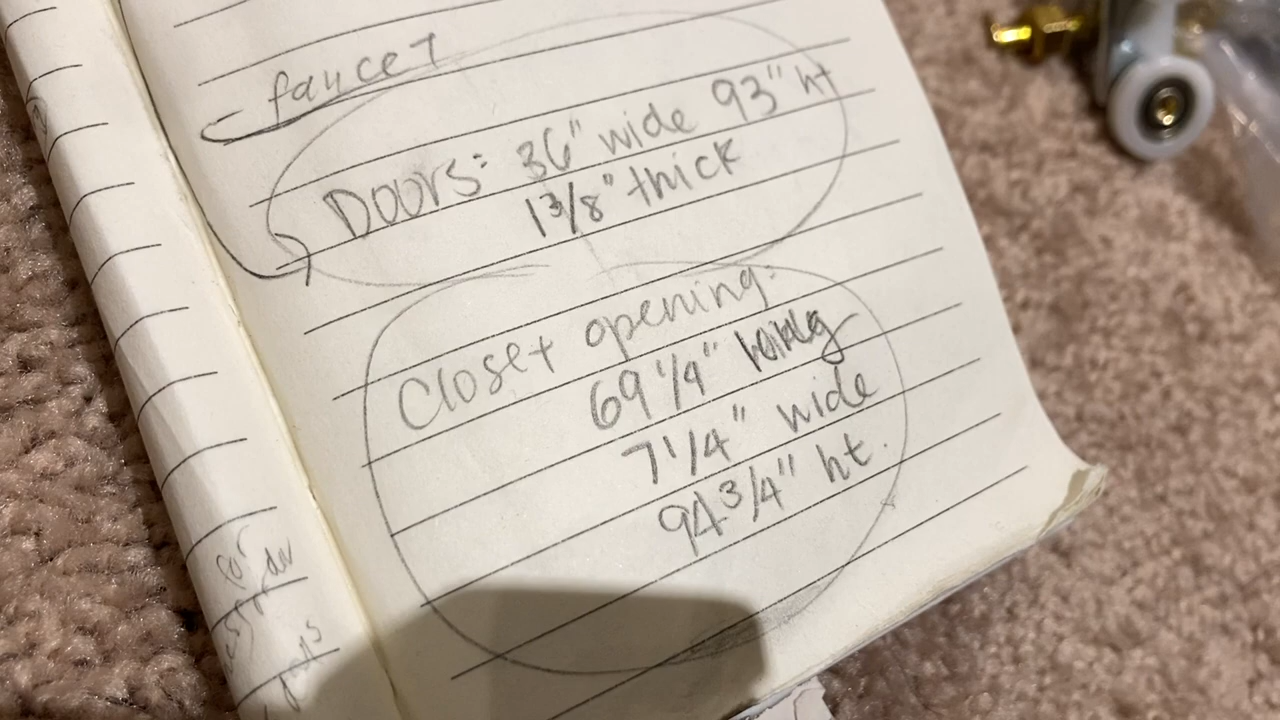 - faucet
Doors: 36" wide 93" ht
1 3/8" thick
Closet opening:
69 1/4" long
7 1/4" wide
94 3/4" ht.
for